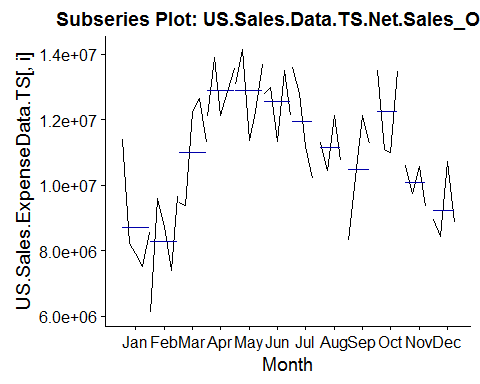 Subseries Plot: US.Sales.Data.TS.Net.Sales_O
US.Sales.ExpenseData.TS[, i]
1.4e+07
1.2e+07
1.0e+07
8.0e+06
6.0e+06
Jan Feb Mar Apr May Jun Jul Aug Sep Oct Nov Dec
Month